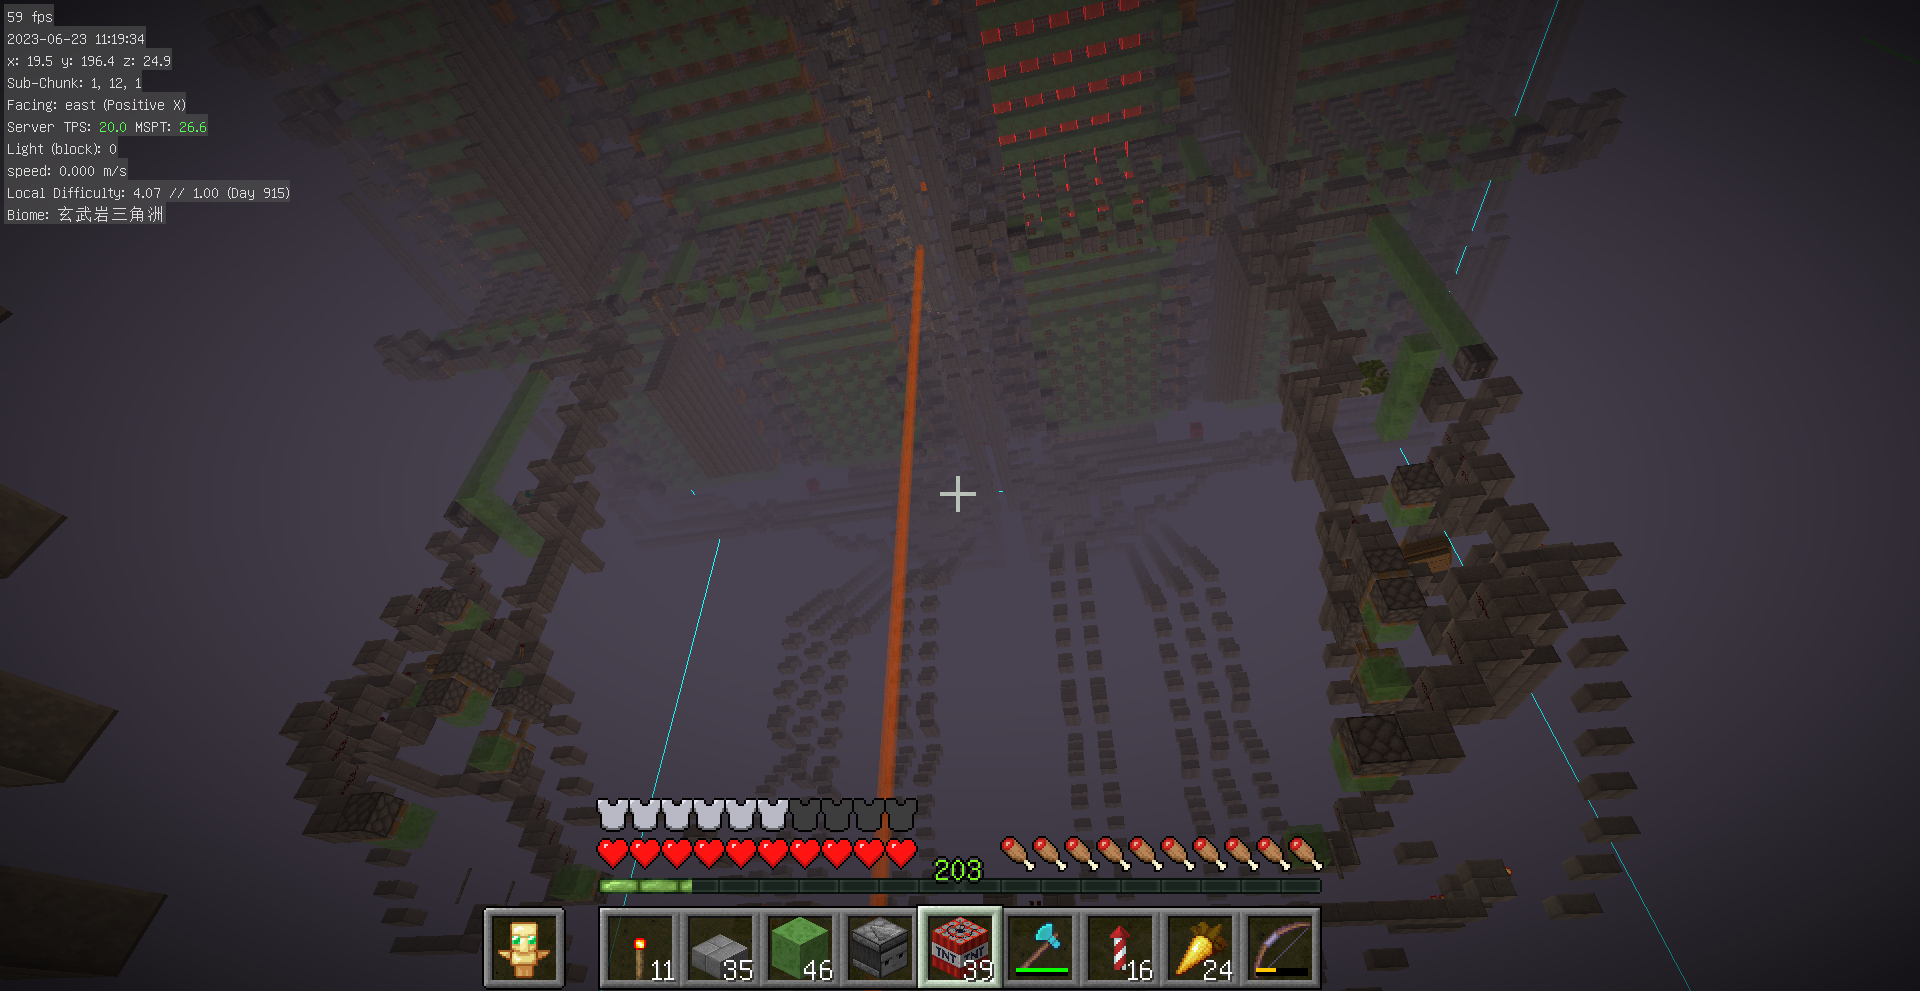 59 fps
2023-06-23 11:19:34
x: 19.5 y: 196.4 z: 24.9
Sub-Chunk: 1, 12, 1
Facing: east (Positive X)
Server TPS: 20.0 MSPT: 26.6
Light (block): 0
speed: 0.000 m/s
Local Difficulty: 4.07 // 1.00 (Day 915)
Biome: 玄武岩三角洲
203
TNT TNT
11 35 46 39 16 24